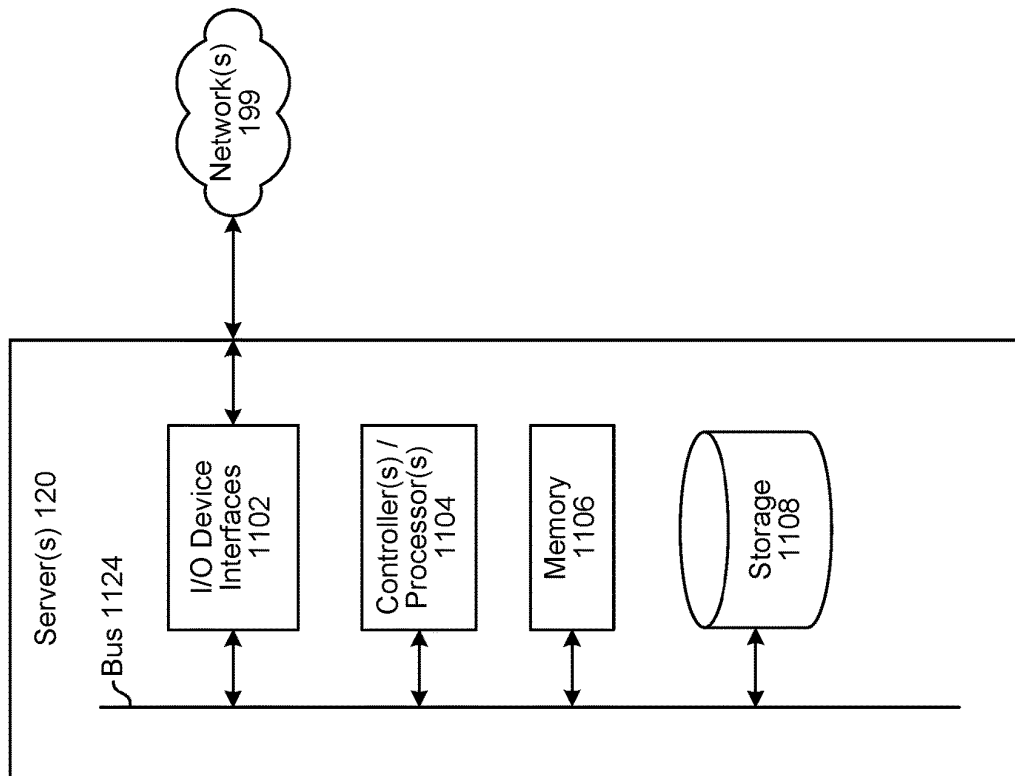 Server(s) 120
Bus 1124
I/O Device
Interfaces
1102
Controller(s) /
Processor(s)
1104
Memory
1106
Storage
1108
Network(s)
199